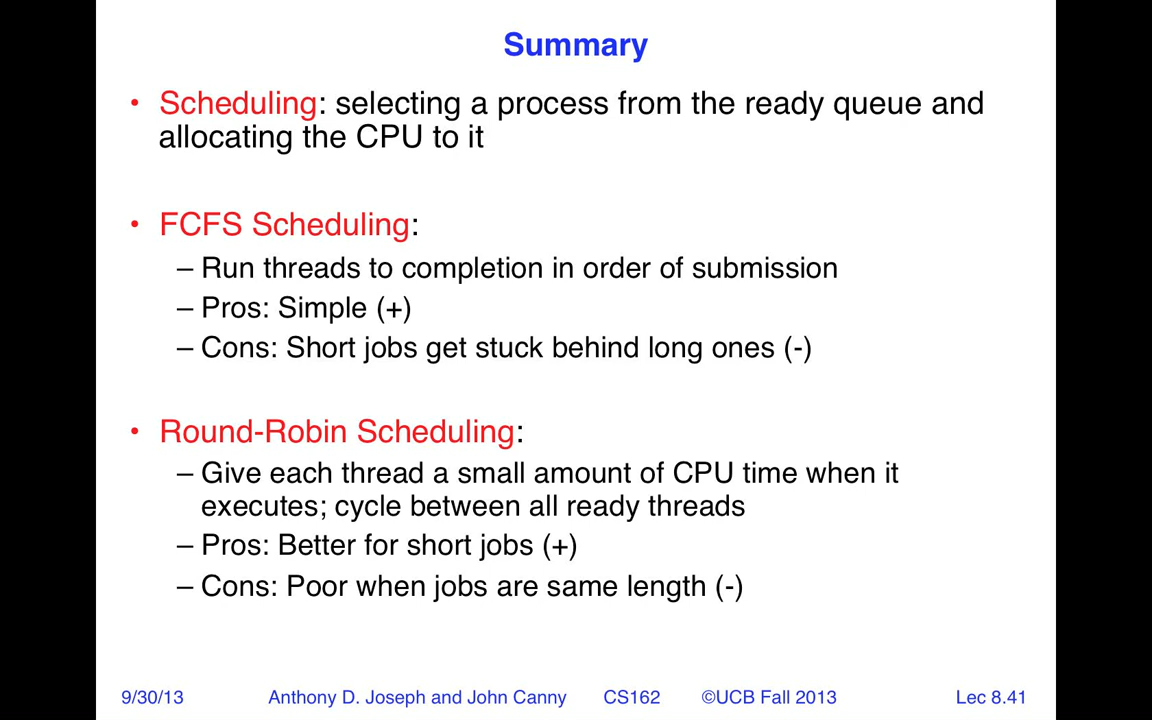 Summary
• Scheduling: selecting a process from the ready queue and
allocating the CPU to it
• FCFS Scheduling:
– Run threads to completion in order of submission
– Pros: Simple (+)
– Cons: Short jobs get stuck behind long ones (-)
• Round-Robin Scheduling:
– Give each thread a small amount of CPU time when it
executes; cycle between all ready threads
– Pros: Better for short jobs (+)
– Cons: Poor when jobs are same length (-)
9/30/13 Anthony D. Joseph and John Canny CS162 ©UCB Fall 2013 Lec 8.41